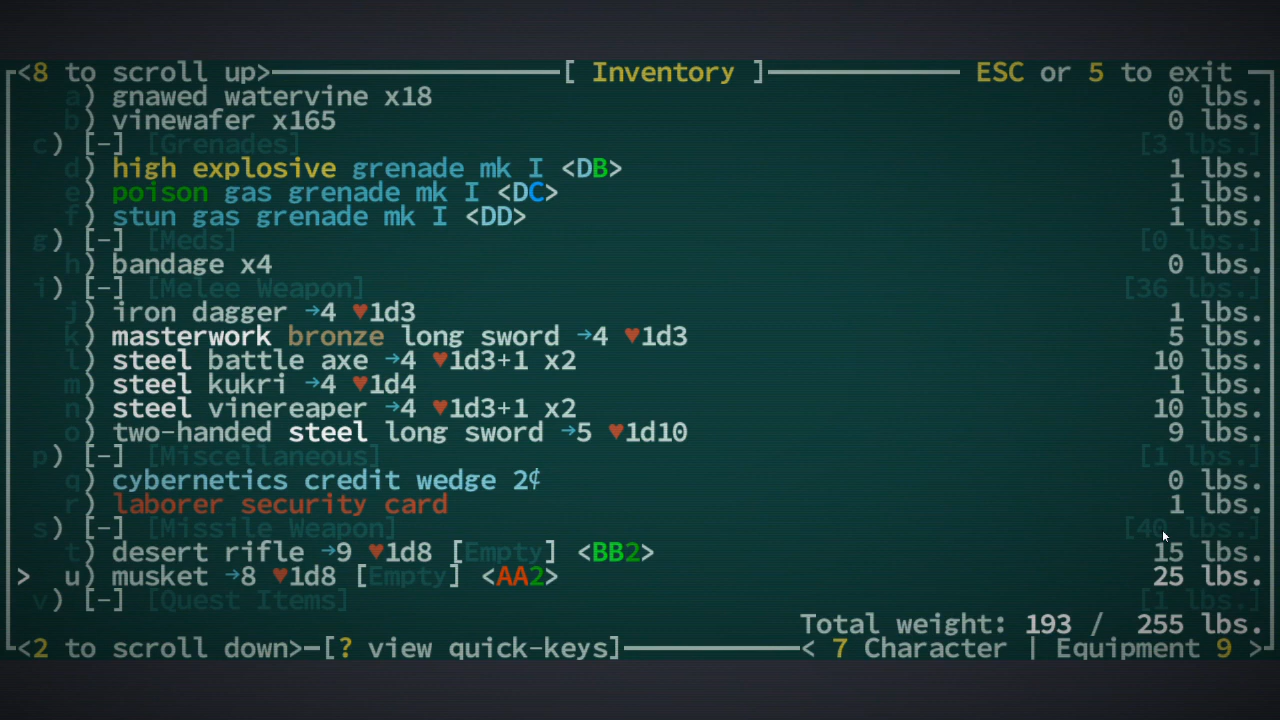 <8 to scroll up> [ Inventory ] ESC or 5 to exit
a) gnawed watervine x18 0 lbs.
b) vinewafer x165 0 lbs.
c) [-] [Grenades] [3 lbs.]
d) high explosive grenade mk I <DB> 1 lbs.
e) poison gas grenade mk I <DC> 1 lbs.
f) stun gas grenade mk I <DD> 1 lbs.
g) [-] [Meds] [0 lbs.]
h) bandage x4 0 lbs.
i) [-] [Melee Weapon] [36 lbs.]
j) iron dagger →4 ♥1d3 1 lbs.
k) masterwork bronze long sword →4 ♥1d3 5 lbs.
l) steel battle axe →4 ♥1d3+1 x2 10 lbs.
m) steel kukri →4 ♥1d4 1 lbs.
n) steel vinereaper →4 ♥1d3+1 x2 10 lbs.
o) two-handed steel long sword →5 ♥1d10 9 lbs.
p) [-] [Miscellaneous] [1 lbs.]
q) cybernetics credit wedge 2¢ 0 lbs.
r) laborer security card 1 lbs.
s) [-] [Missile Weapon] [40 lbs.]
t) desert rifle →9 ♥1d8 [Empty] <BB2> 15 lbs.
> u) musket →8 ♥1d8 [Empty] <AA2> 25 lbs.
v) [-] [Quest Items] [1 lbs.]
Total weight: 193 / 255 lbs.
<2 to scroll down> [? view quick-keys] < 7 Character | Equipment 9 >